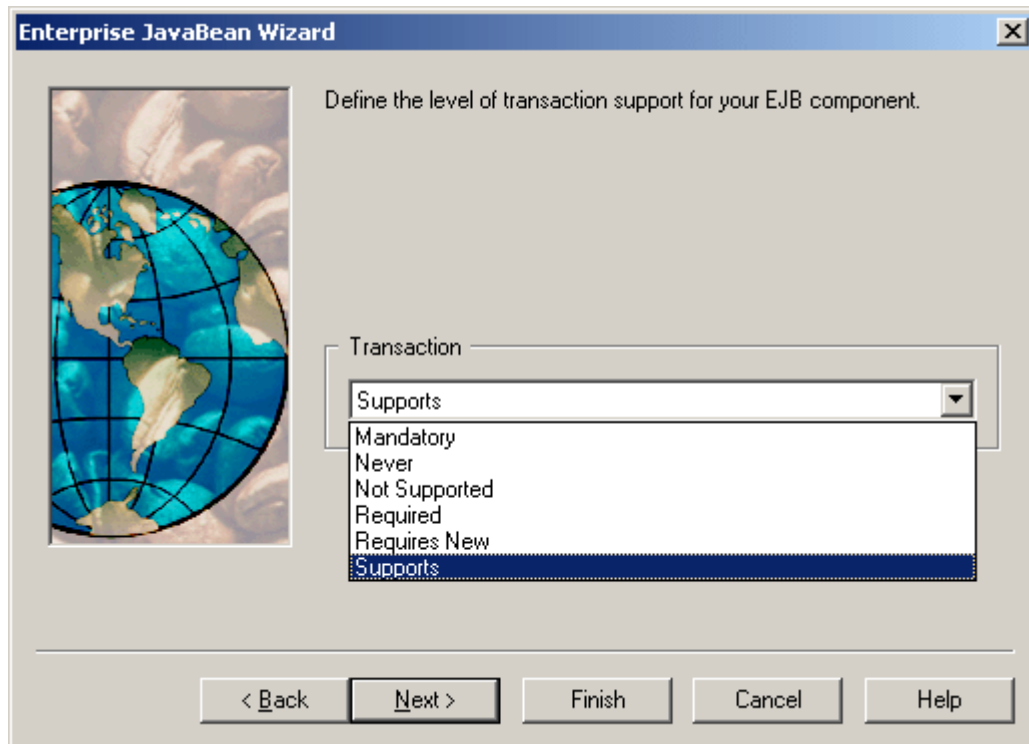 Enterprise JavaBean Wizard
Define the level of transaction support for your EJB component.
Transaction
Supports
Mandatory
Never
Not Supported
Required
Requires New
Supports
< Back
Next >
Finish
Cancel
Help